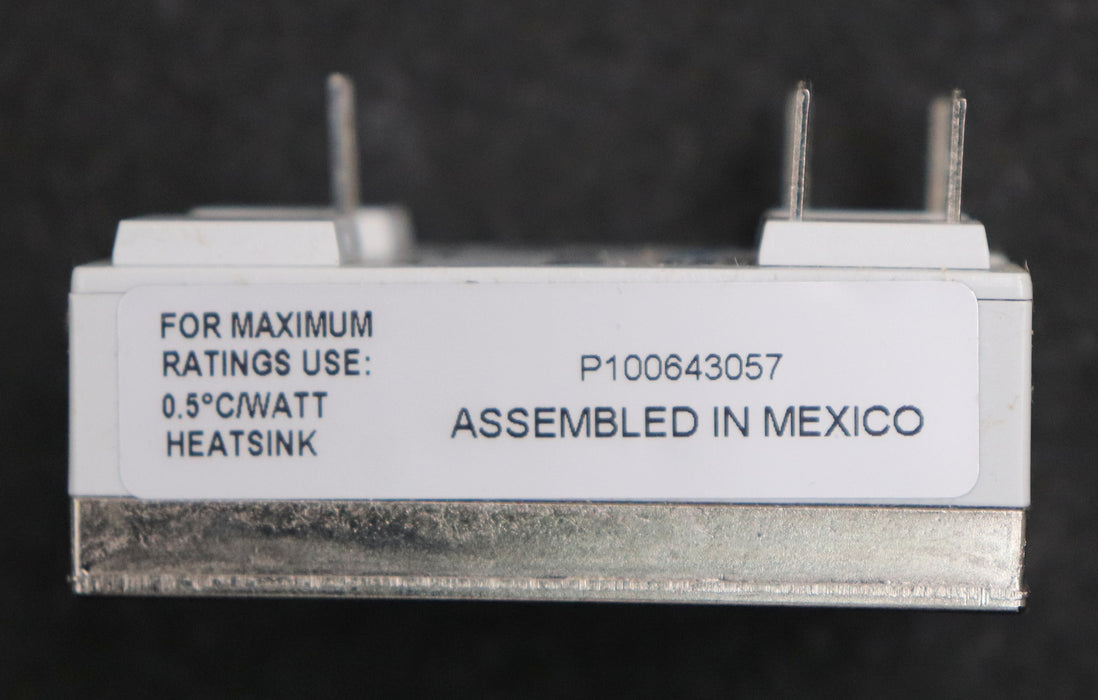 FOR MAXIMUM
RATINGS USE:
0.5°C/WATT
HEATSINK
P100643057
ASSEMBLED IN MEXICO